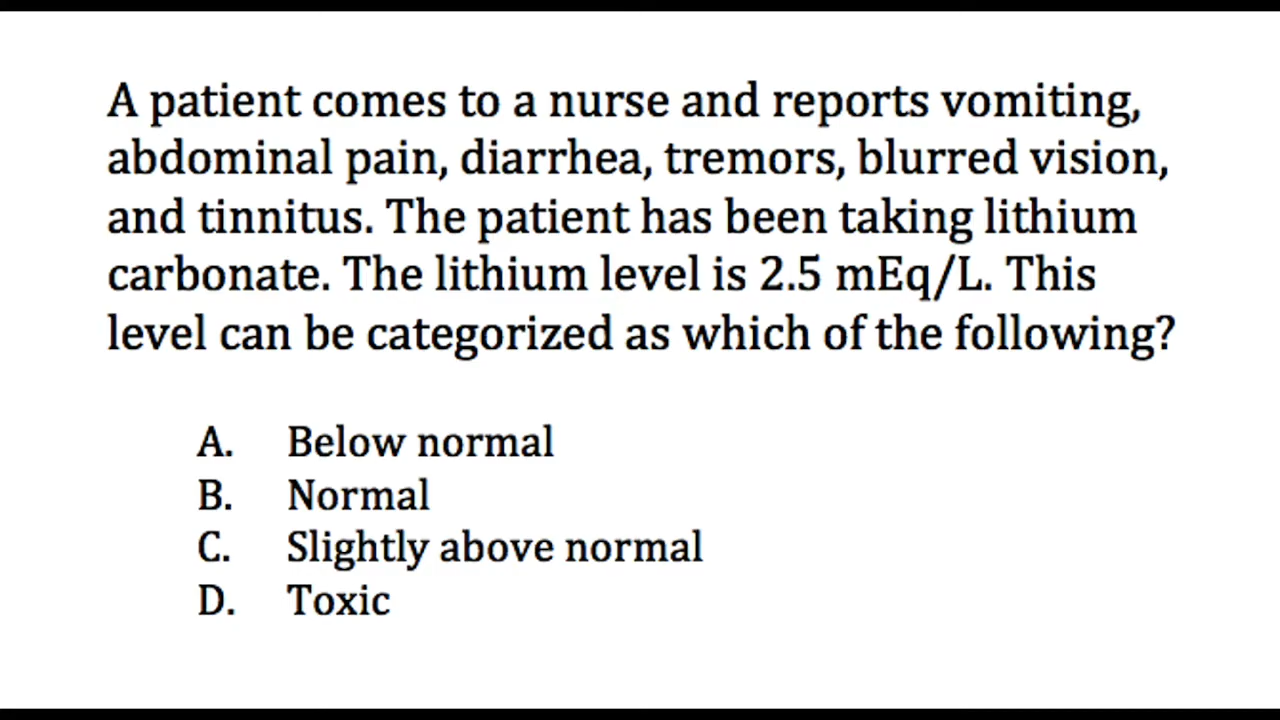 A patient comes to a nurse and reports vomiting,
abdominal pain, diarrhea, tremors, blurred vision,
and tinnitus. The patient has been taking lithium
carbonate. The lithium level is 2.5 mEq/L. This
level can be categorized as which of the following?
A. Below normal
B. Normal
C. Slightly above normal
D. Toxic